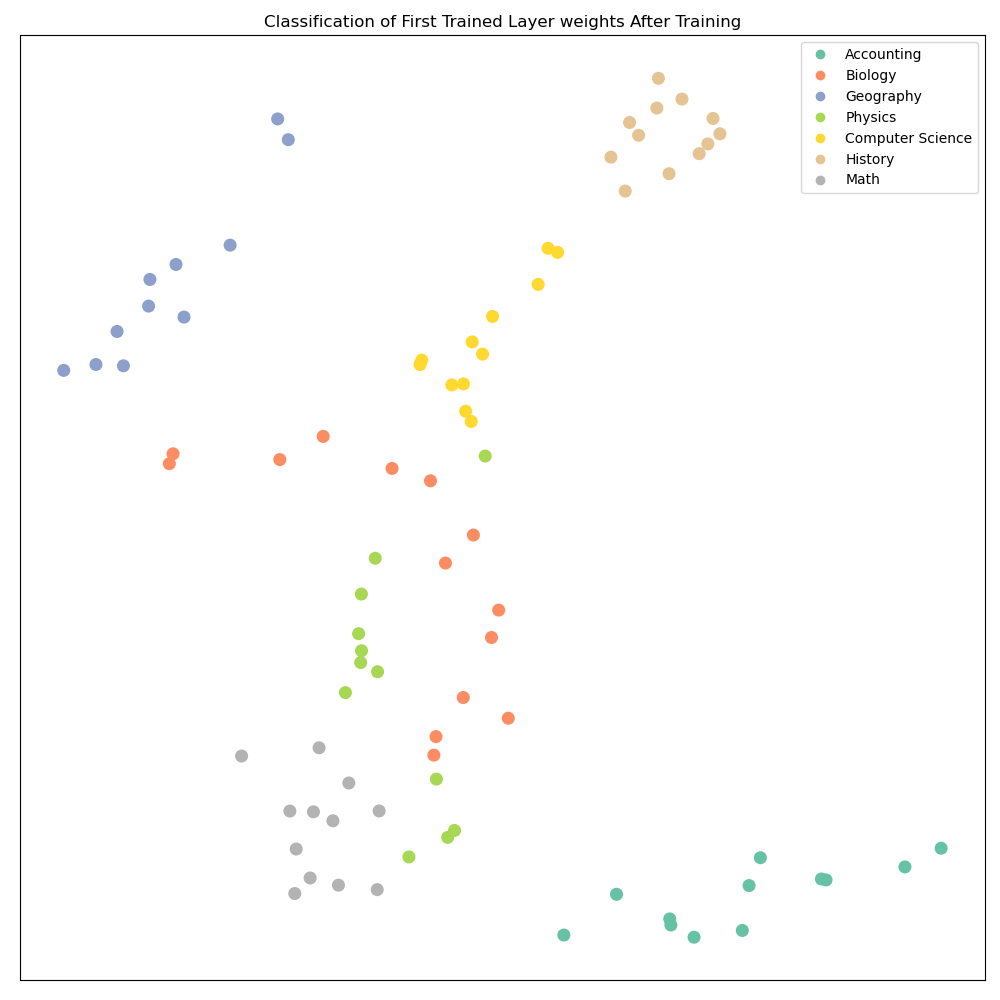 Classification of First Trained Layer weights After Training
Accounting
Biology
Geography
Physics
Computer Science
History
Math